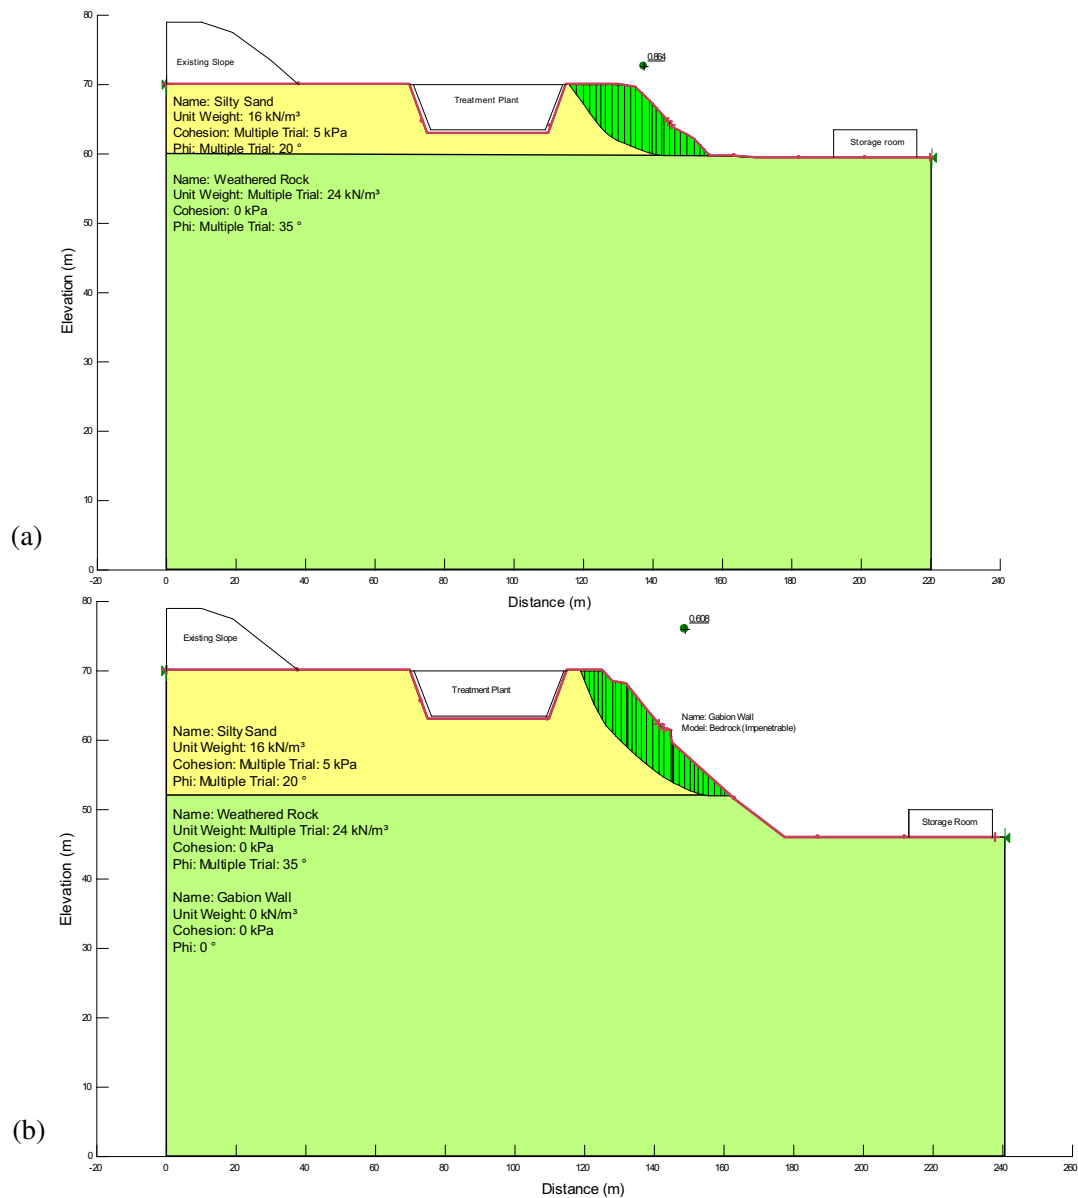 (a)
80
70
60
50
40
30
20
10
0
Elevation (m)
Existing Slope
Treatment Plant
0.864
Storage room
Name: Silty Sand
Unit Weight: 16 kN/m³
Cohesion: Multiple Trial: 5 kPa
Phi: Multiple Trial: 20 °
Name: Weathered Rock
Unit Weight: Multiple Trial: 24 kN/m³
Cohesion: 0 kPa
Phi: Multiple Trial: 35 °
-20 0 20 40 60 80 100 120 140 160 180 200 220 240
Distance (m)
(b)
80
70
60
50
40
30
20
10
0
Elevation (m)
Existing Slope
Treatment Plant
0.608
Name: Gabion Wall
Model: Bedrock (Impenetrable)
Storage Room
Name: Silty Sand
Unit Weight: 16 kN/m³
Cohesion: Multiple Trial: 5 kPa
Phi: Multiple Trial: 20 °
Name: Weathered Rock
Unit Weight: Multiple Trial: 24 kN/m³
Cohesion: 0 kPa
Phi: Multiple Trial: 35 °
Name: Gabion Wall
Unit Weight: 0 kN/m³
Cohesion: 0 kPa
Phi: 0 °
-20 0 20 40 60 80 100 120 140 160 180 200 220 240 260
Distance (m)